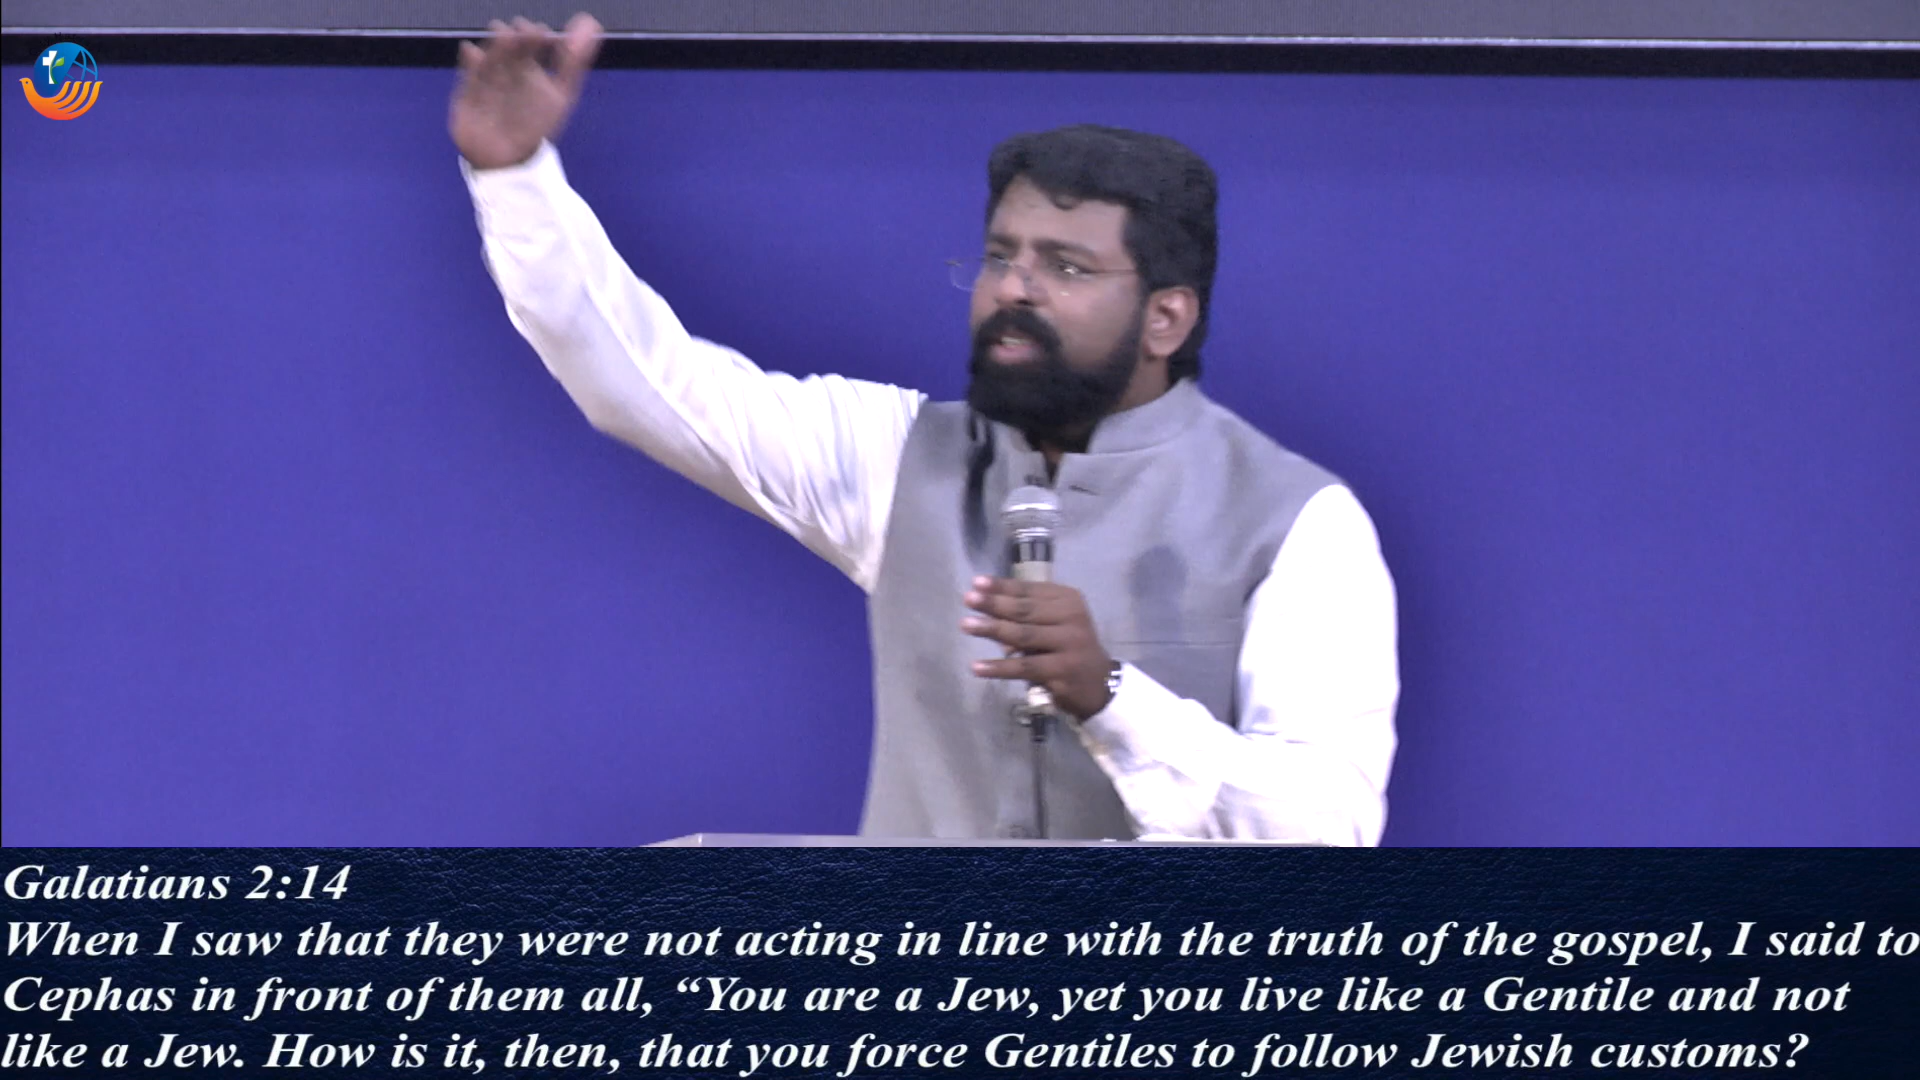 Galatians 2:14
When I saw that they were not acting in line with the truth of the gospel, I said to
Cephas in front of them all, “You are a Jew, yet you live like a Gentile and not
like a Jew. How is it, then, that you force Gentiles to follow Jewish customs?